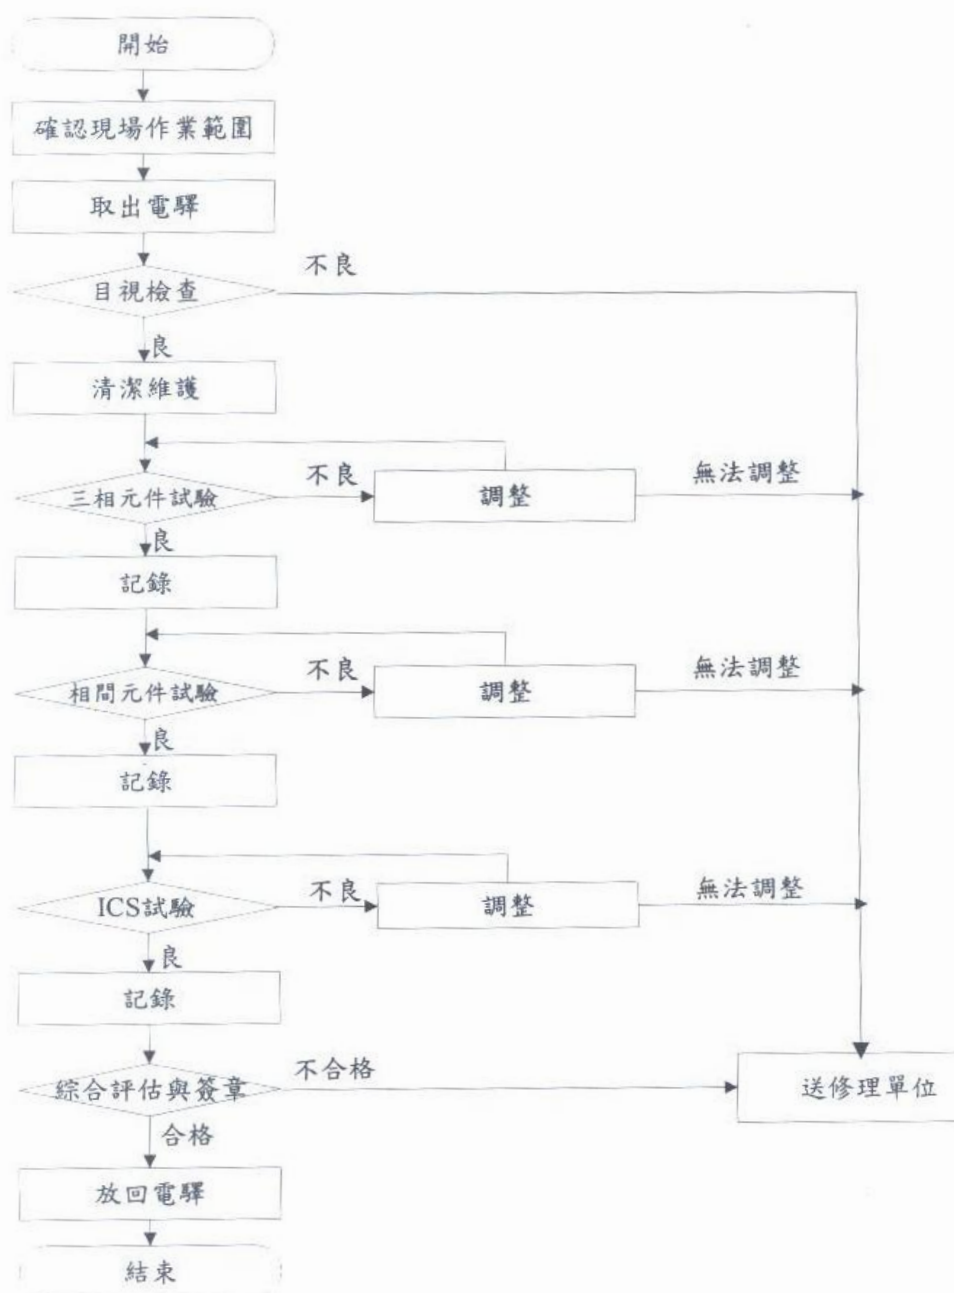 開始
確認現場作業範圍
取出電驛
不良
目視檢查
良
清潔維護
不良
無法調整
三相元件試驗
調整
良
記錄
不良
無法調整
相間元件試驗
調整
良
記錄
不良
無法調整
ICS試驗
調整
良
記錄
不合格
綜合評估與簽章
送修理單位
合格
放回電驛
結束